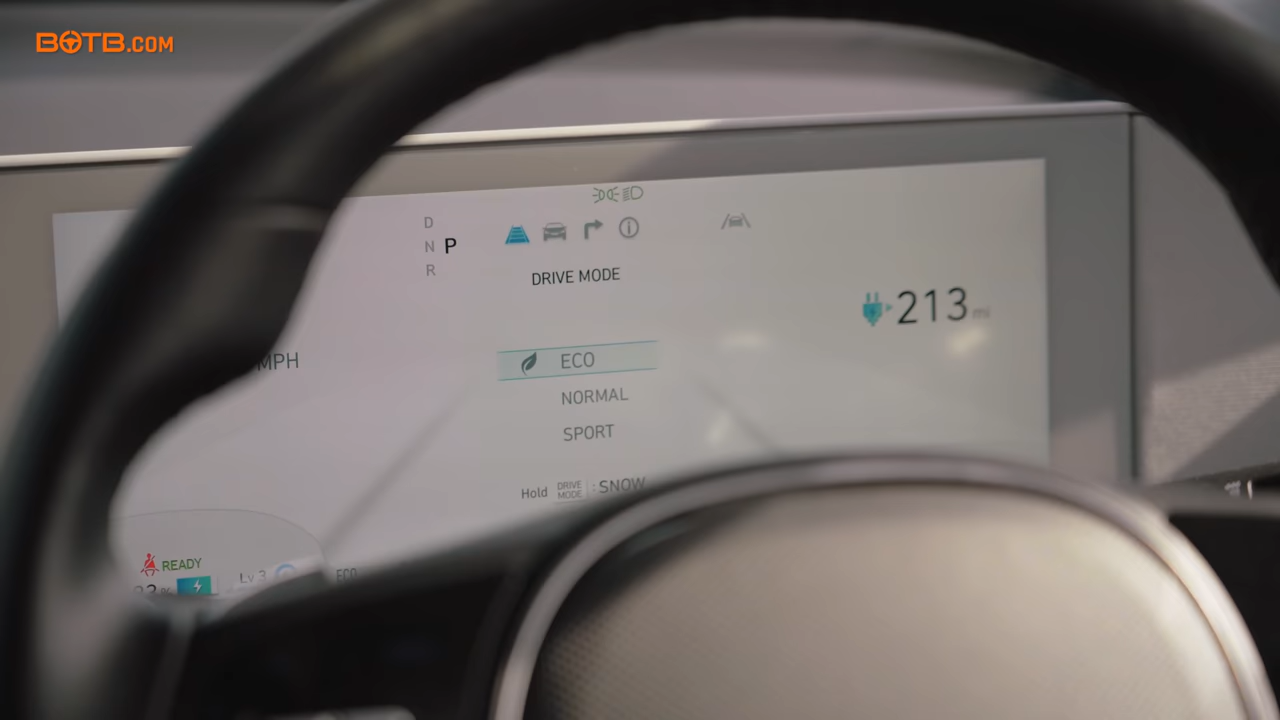 BOTB.COM
D
N P
R
DRIVE MODE
213 mi
MPH
ECO
NORMAL
SPORT
Hold DRIVE MODE : SNOW
READY
Lv 3
ECO